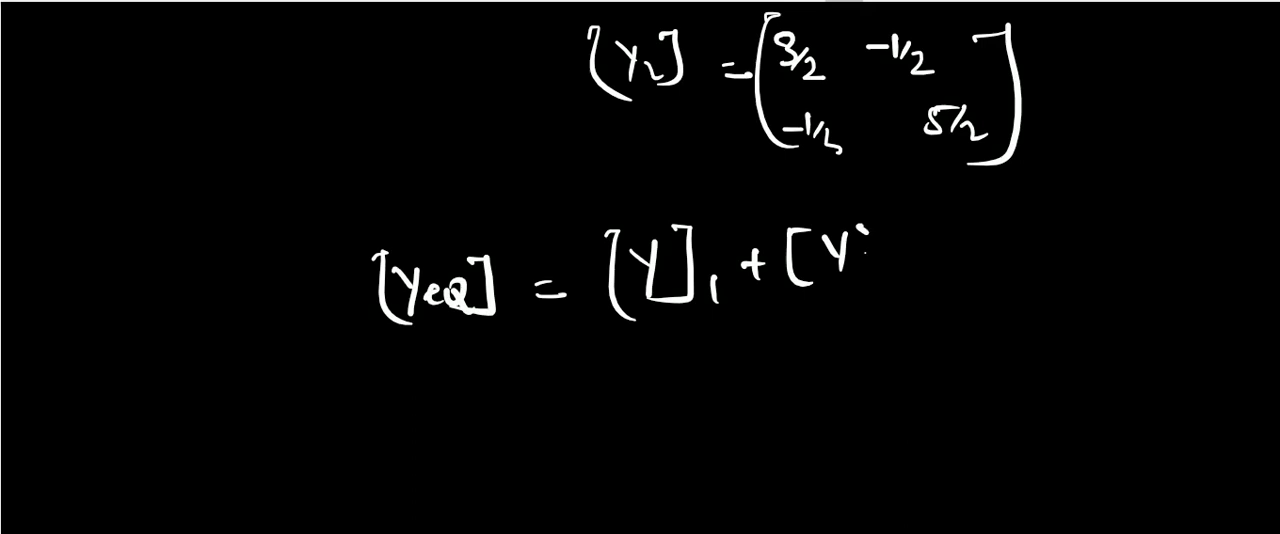 [Y2] = [3/2 -1/2
-1/2 5/2]
[YeQ] = [Y]1 + [Y